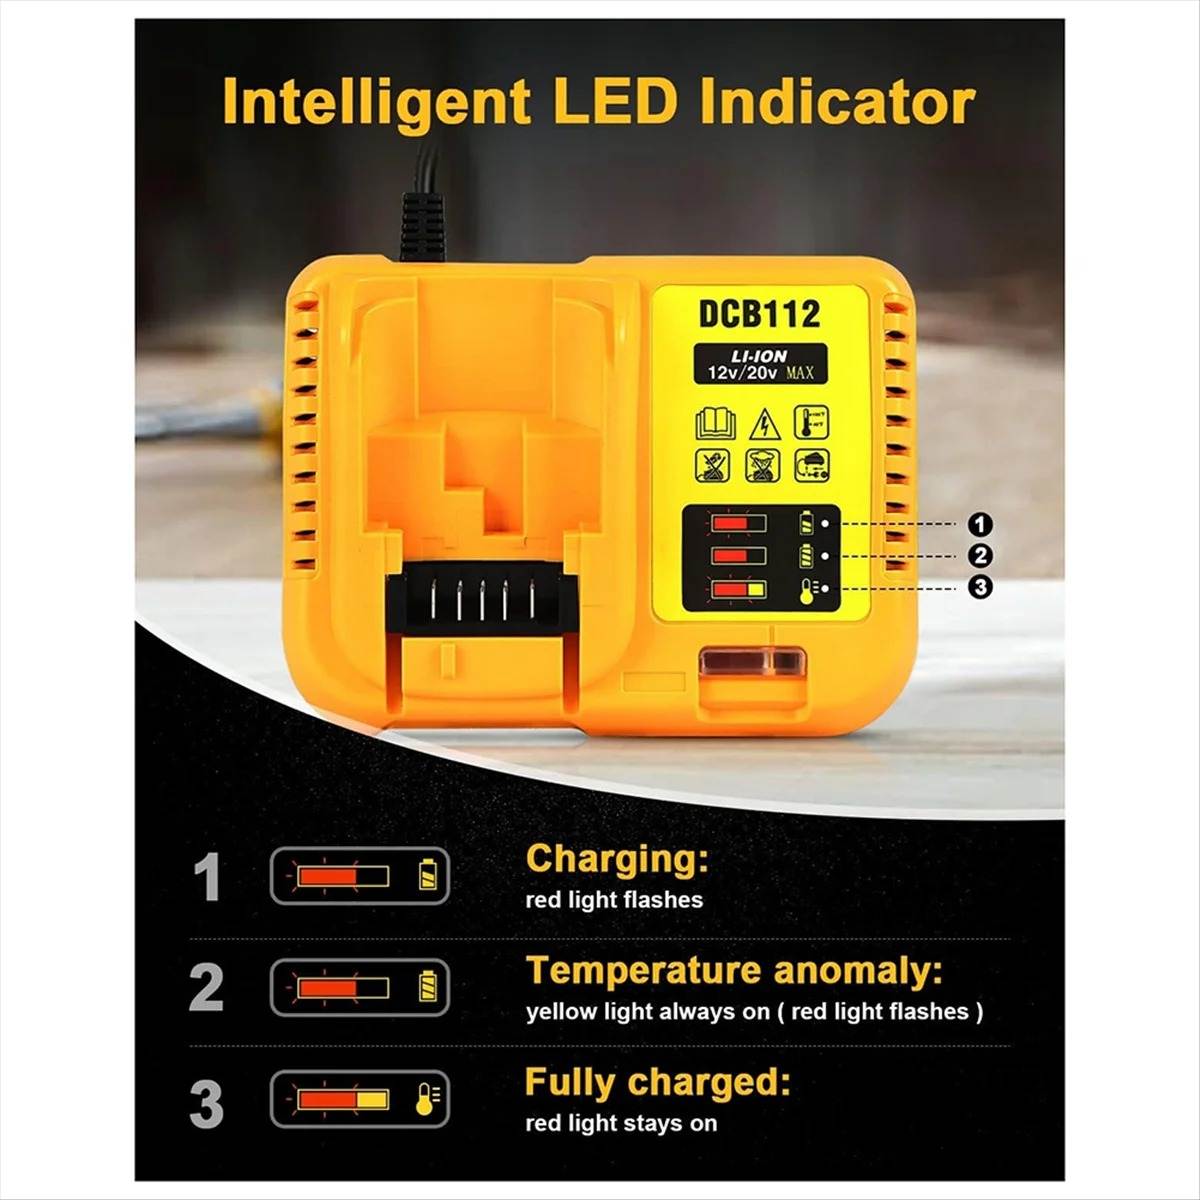 Intelligent LED Indicator
DCB112
LI-ION
12v/20v MAX
1
2
3
1
Charging:
red light flashes
2
Temperature anomaly:
yellow light always on ( red light flashes )
3
Fully charged:
red light stays on